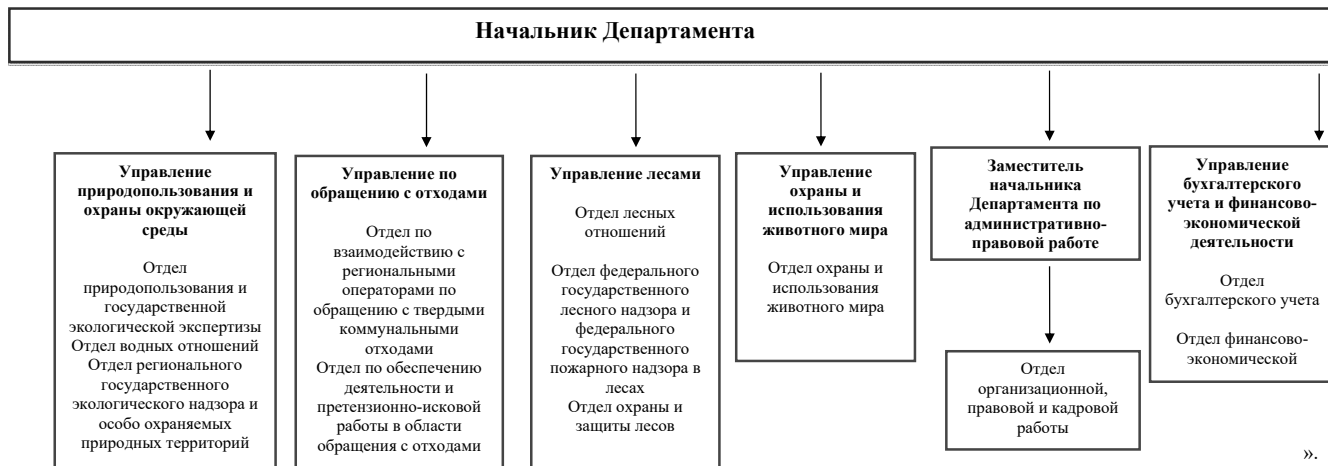 Начальник Департамента
Управление
природопользования и
охраны окружающей
среды
Отдел
природопользования и
государственной
экологической экспертизы
Отдел водных отношений
Отдел регионального
государственного
экологического надзора и
особо охраняемых
природных территорий
Управление по
обращению с отходами
Отдел по
взаимодействию с
региональными
операторами по
обращению с твердыми
коммунальными
отходами
Отдел по обеспечению
деятельности и
претензионно-исковой
работы в области
обращения с отходами
Управление лесами
Отдел лесных
отношений
Отдел федерального
государственного
лесного надзора и
федерального
государственного
пожарного надзора в
лесах
Отдел охраны и
защиты лесов
Управление
охраны и
использования
животного мира
Отдел охраны и
использования
животного мира
Заместитель
начальника
Департамента по
административно-
правовой работе
Отдел
организационной,
правовой и кадровой
работы
Управление
бухгалтерского
учета и финансово-
экономической
деятельности
Отдел
бухгалтерского учета
Отдел финансово-
экономической
».